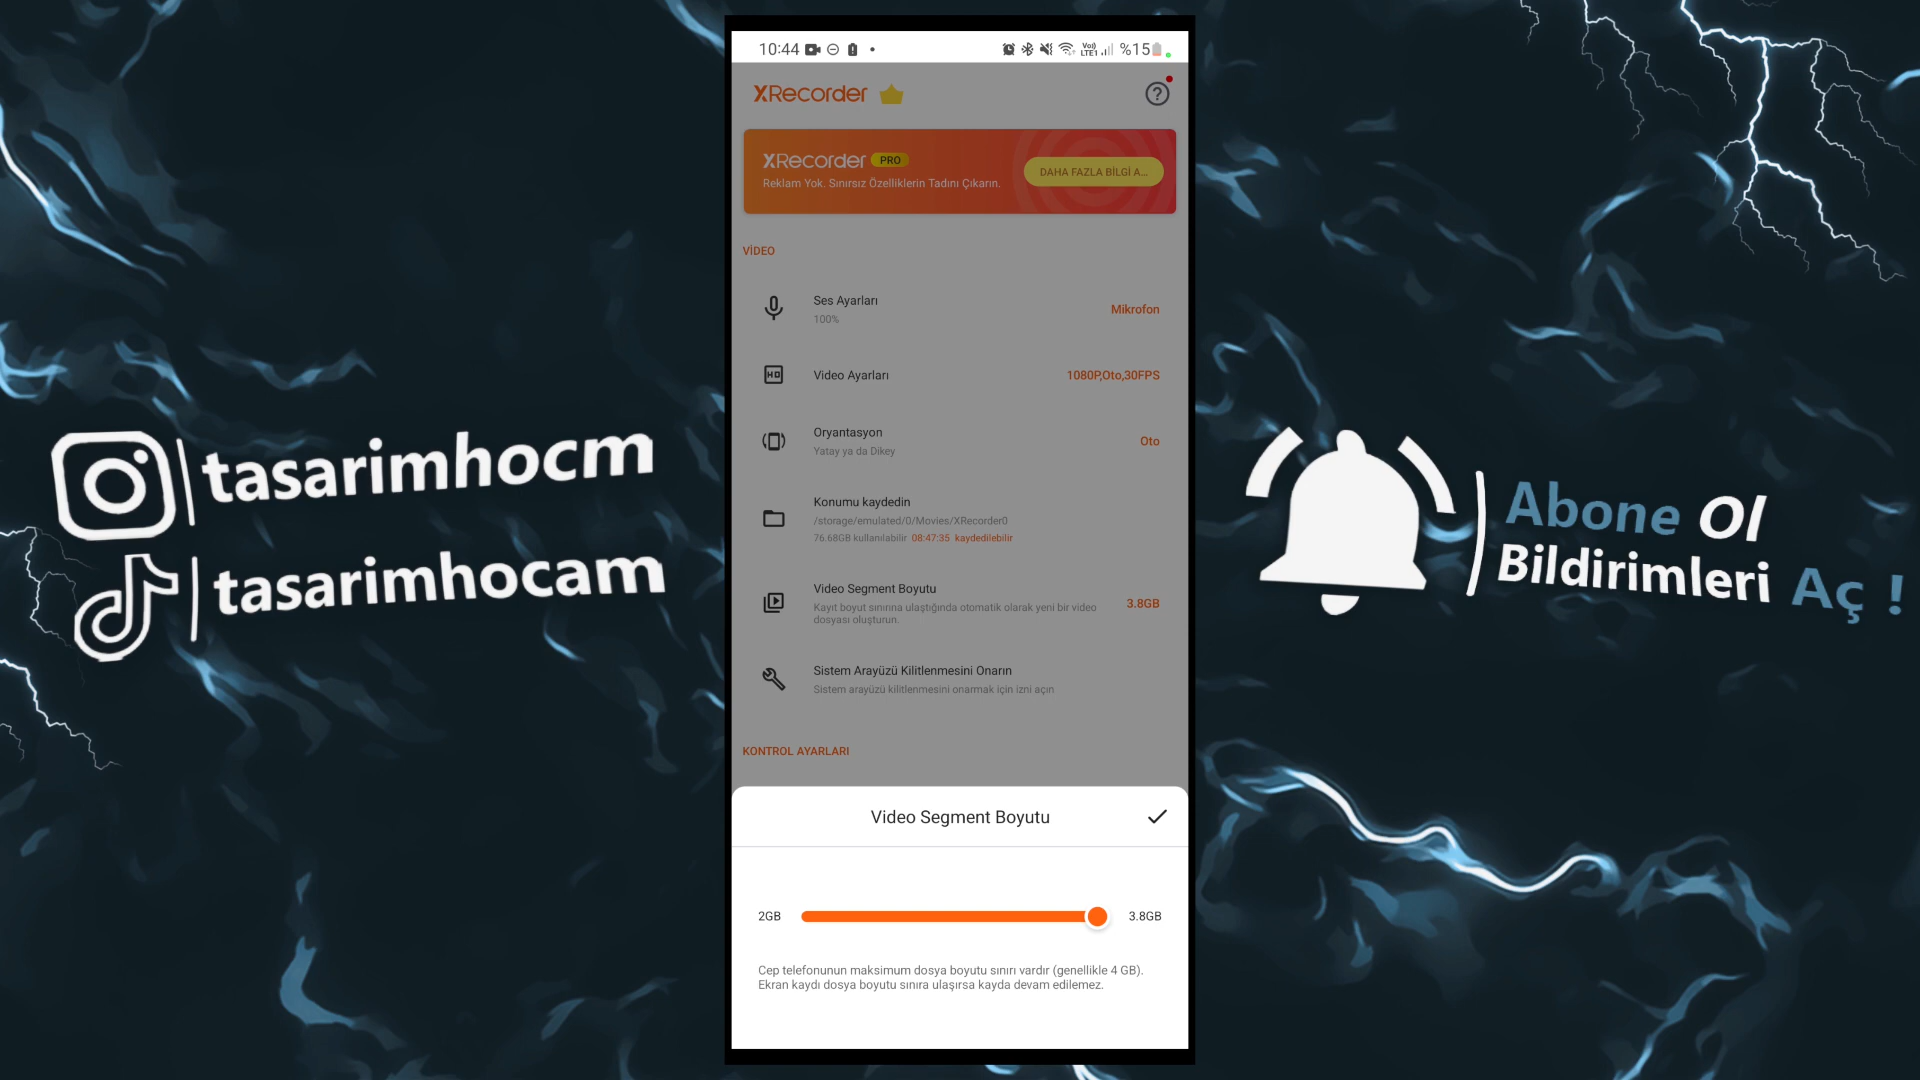 10:44
Vo) LTE1 %15
XRecorder
XRecorder PRO
Reklam Yok. Sınırsız Özelliklerin Tadını Çıkarın.
DAHA FAZLA BİLGİ A...
VİDEO
Ses Ayarları
100%
Mikrofon
Video Ayarları
1080P,Oto,30FPS
Oryantasyon
Yatay ya da Dikey
Oto
Konumu kaydedin
/storage/emulated/0/Movies/XRecorder0
76.68GB kullanılabilir 08:47:35 kaydedilebilir
Video Segment Boyutu
Kayıt boyut sınırına ulaştığında otomatik olarak yeni bir video
dosyası oluşturun.
3.8GB
Sistem Arayüzü Kilitlenmesini Onarın
Sistem arayüzü kilitlenmesini onarmak için izni açın
KONTROL AYARLARI
Video Segment Boyutu
2GB
3.8GB
Cep telefonunun maksimum dosya boyutu sınırı vardır (genellikle 4 GB).
Ekran kaydı dosya boyutu sınıra ulaşırsa kayda devam edilemez.
tasarimhocm
tasarimhocam
Abone Ol
Bildirimleri Aç !